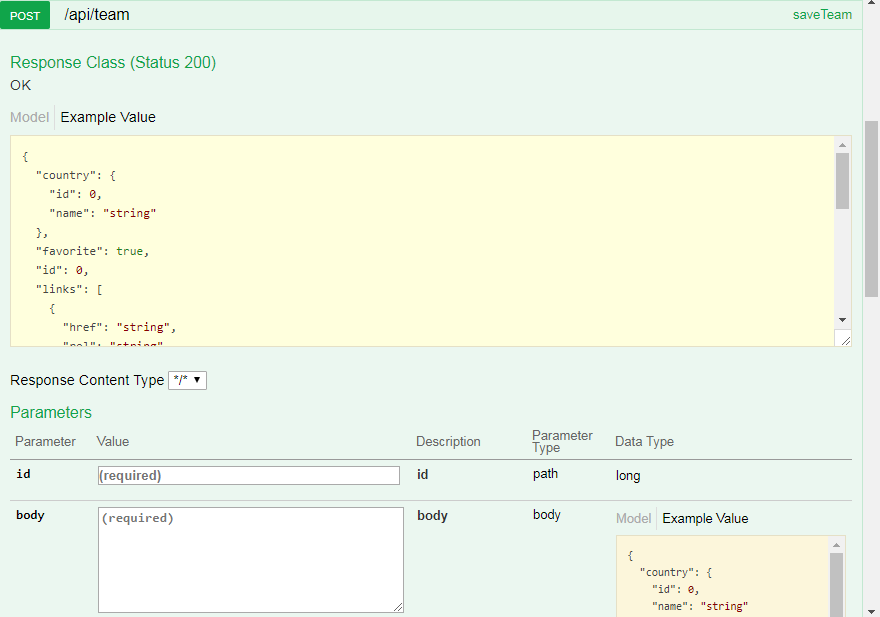 POST /api/team saveTeam
Response Class (Status 200)
OK
Model Example Value
{
"country": {
"id": 0,
"name": "string"
},
"favorite": true,
"id": 0,
"links": [
{
"href": "string",
"rel": "string"
Response Content Type */*
Parameters
Parameter Value Description Parameter Type Data Type
id (required) id path long
body (required) body body Model Example Value
{
"country": {
"id": 0,
"name": "string"